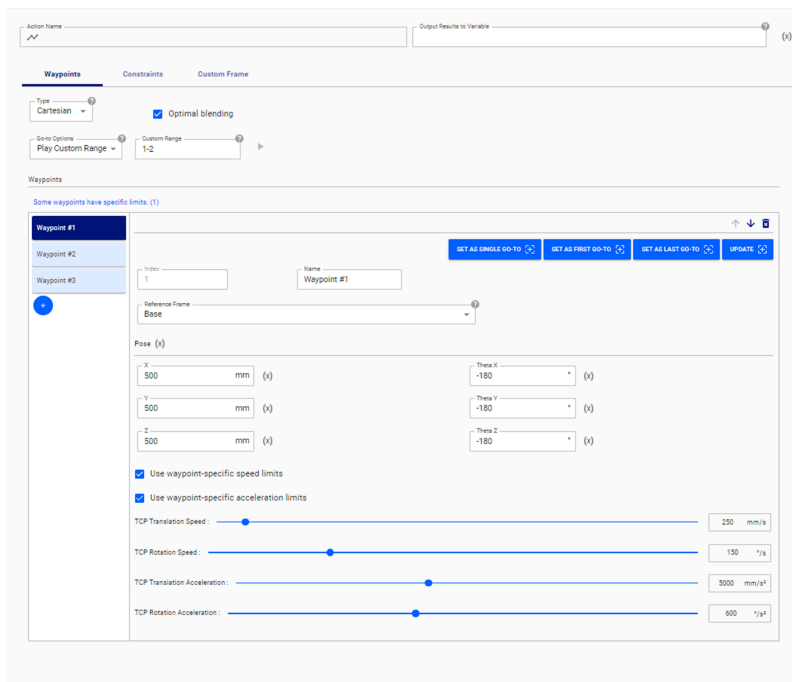 Action Name
Output Results to Variable
?
(x)
Waypoints Constraints Custom Frame
Type ?
Cartesian
Optimal blending
Go-to Options ? Custom Range ?
Play Custom Range 1-2
Waypoints
Some waypoints have specific limits. (1)
Waypoint #1
Waypoint #2
Waypoint #3
+
SET AS SINGLE GO-TO SET AS FIRST GO-TO SET AS LAST GO-TO UPDATE
Index Name
1 Waypoint #1
Reference Frame ?
Base
Pose (x)
X Theta X
500 mm (x) -180 ° (x)
Y Theta Y
500 mm (x) -180 ° (x)
Z Theta Z
500 mm (x) -180 ° (x)
Use waypoint-specific speed limits
Use waypoint-specific acceleration limits
TCP Translation Speed : 250 mm/s
TCP Rotation Speed : 150 °/s
TCP Translation Acceleration : 5000 mm/s²
TCP Rotation Acceleration : 600 °/s²